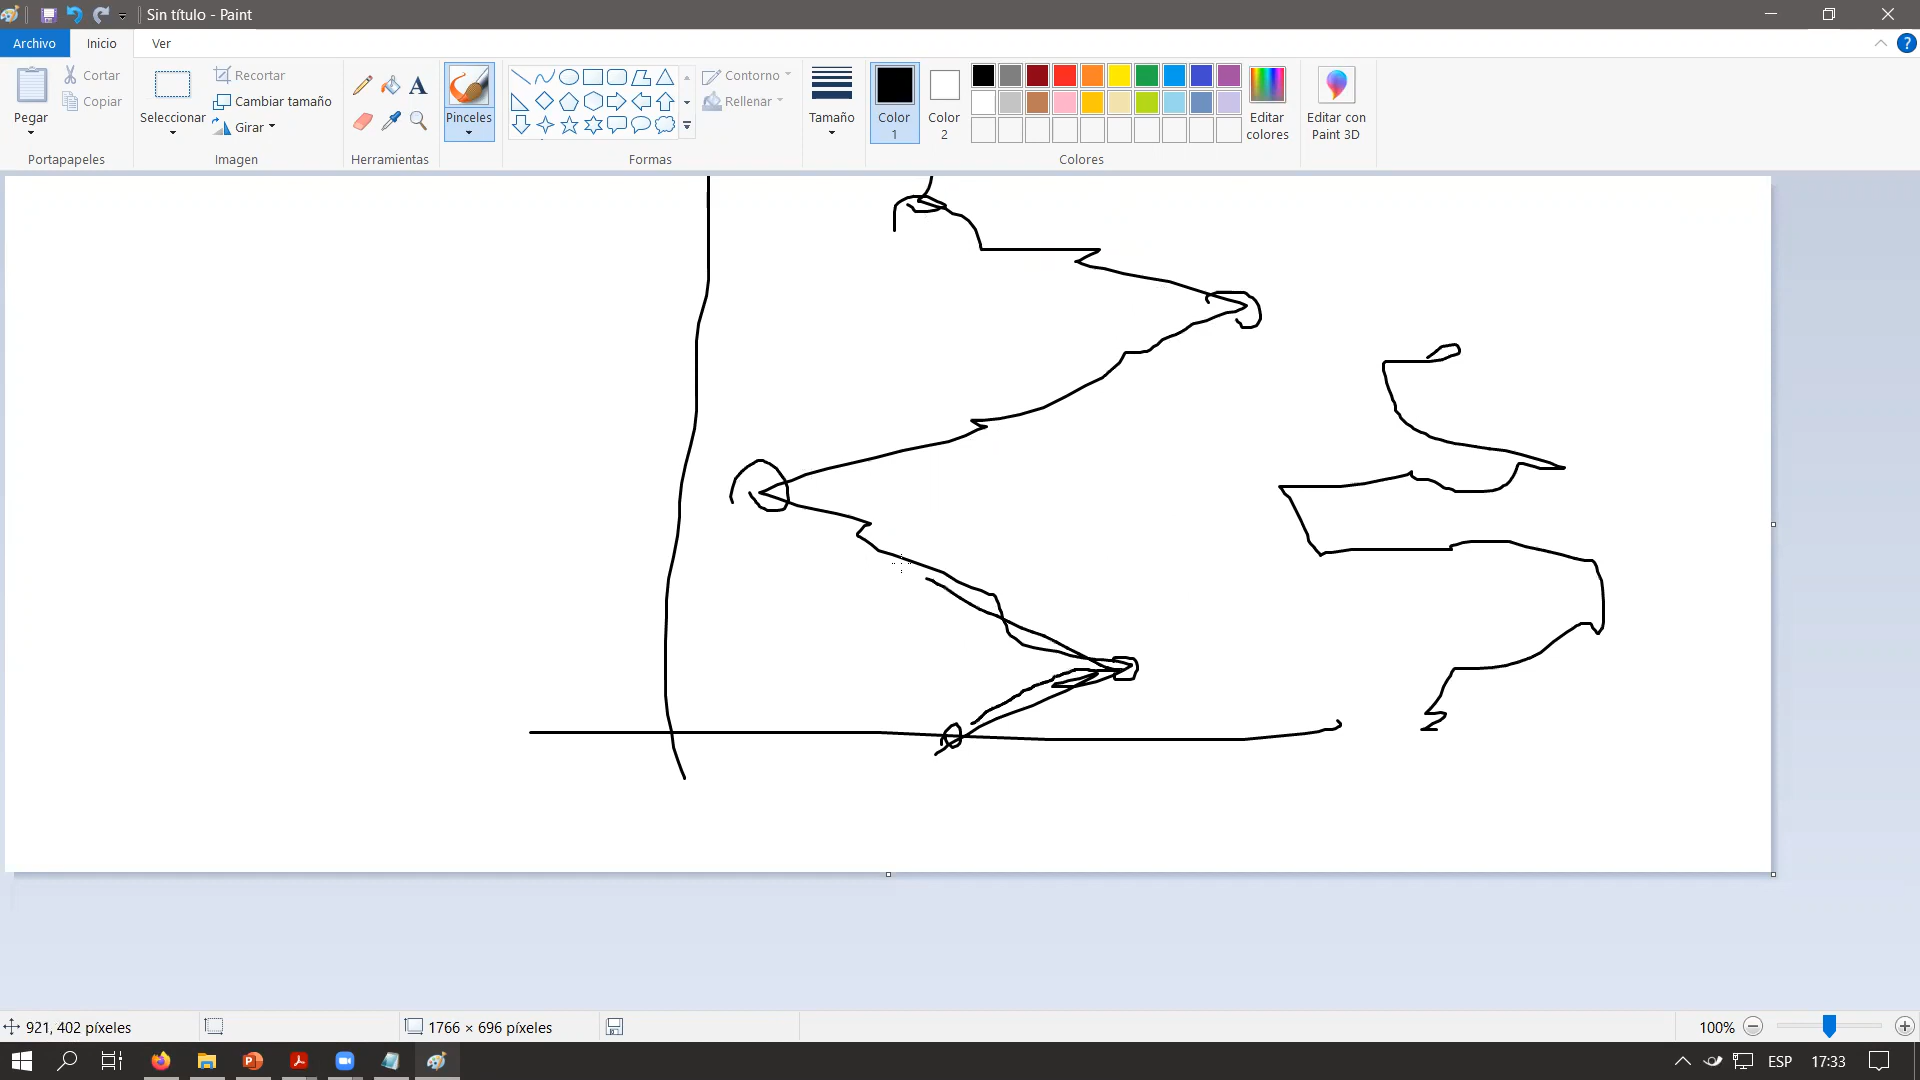 Sin título - Paint
Archivo Inicio Ver
Pegar
Cortar
Copiar
Portapapeles
Seleccionar
Recortar
Cambiar tamaño
Girar
Imagen
A
Herramientas
Pinceles
Contorno
Rellenar
Formas
Tamaño
Color
1
Color
2
Colores
Editar
colores
Editar con
Paint 3D
?
921, 402 píxeles
1766 × 696 píxeles
100%
ESP
17:33